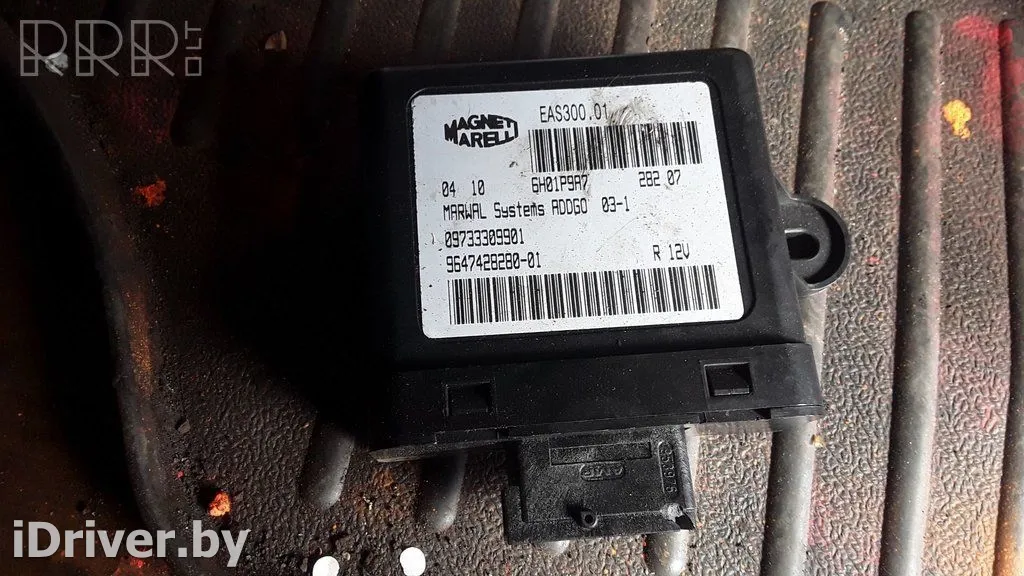 RRR.LT
MAGNETI MARELLI
EAS300.01
04 10 6H01P9A7 282 07
MARWAL Systems ADDGO 03-1
09733309901
9647428280-01 R 12V
iDriver.by